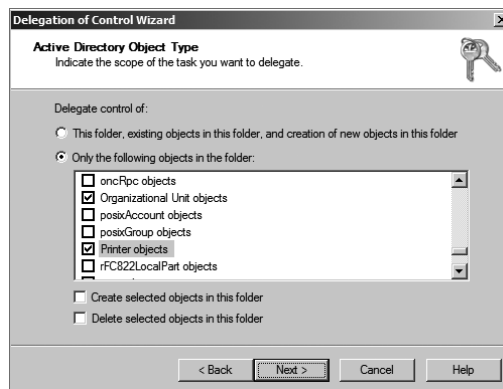 Delegation of Control Wizard
Active Directory Object Type
Indicate the scope of the task you want to delegate.
Delegate control of:
This folder, existing objects in this folder, and creation of new objects in this folder
Only the following objects in the folder:
oncRpc objects
Organizational Unit objects
posixAccount objects
posixGroup objects
Printer objects
rFC822LocalPart objects
Create selected objects in this folder
Delete selected objects in this folder
< Back Next > Cancel Help